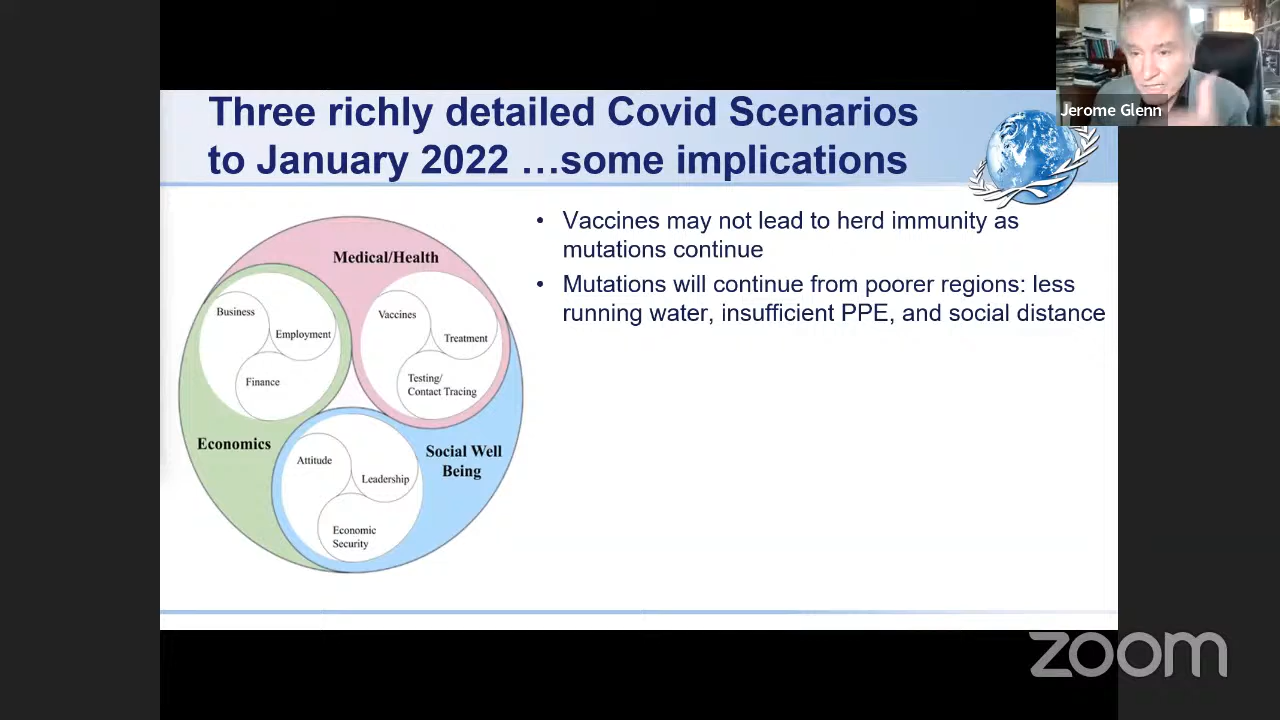 Three richly detailed Covid Scenarios
to January 2022 …some implications
Jerome Glenn
• Vaccines may not lead to herd immunity as
mutations continue
• Mutations will continue from poorer regions: less
running water, insufficient PPE, and social distance
Medical/Health
Business
Employment
Finance
Vaccines
Treatment
Testing/
Contact Tracing
Economics
Social Well
Being
Attitude
Leadership
Economic
Security
zoom